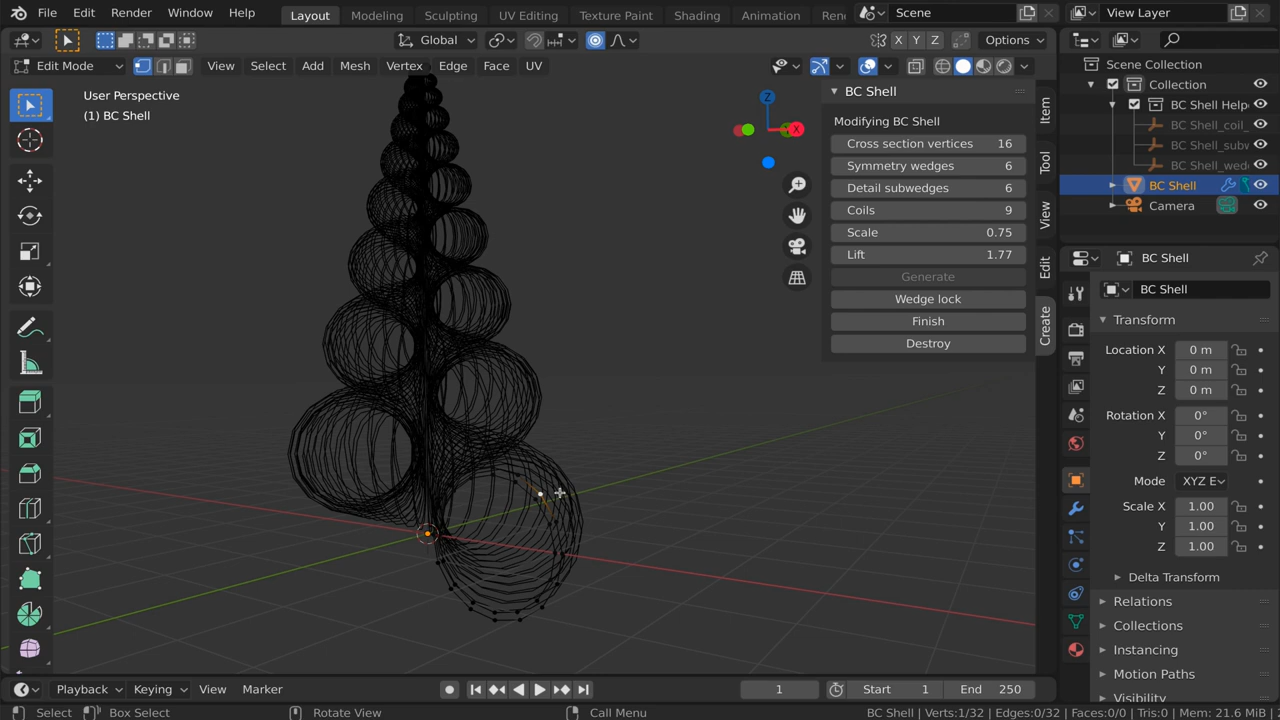 File Edit Render Window Help Layout Modeling Sculpting UV Editing Texture Paint Shading Animation Scene View Layer
Global X Y Z Options
Edit Mode View Select Add Mesh Vertex Edge Face UV
User Perspective
(1) BC Shell
Z
X
BC Shell
Modifying BC Shell
Cross section vertices 16
Symmetry wedges 6
Detail subwedges 6
Coils 9
Scale 0.75
Lift 1.77
Generate
Wedge lock
Finish
Destroy
Item
Tool
View
Edit
Create
Scene Collection
Collection
BC Shell Help
BC Shell_coil_
BC Shell_subw
BC Shell_wed
BC Shell
Camera
BC Shell
BC Shell
Transform
Location X 0 m
Y 0 m
Z 0 m
Rotation X 0°
Y 0°
Z 0°
Mode XYZ E
Scale X 1.00
Y 1.00
Z 1.00
Delta Transform
Relations
Collections
Instancing
Motion Paths
Visibility
Playback Keying View Marker 1 Start 1 End 250
Select Box Select Rotate View Call Menu BC Shell | Verts:1/32 | Edges:0/32 | Faces:0/0 | Tris:0 | Mem: 21.6 MiB |